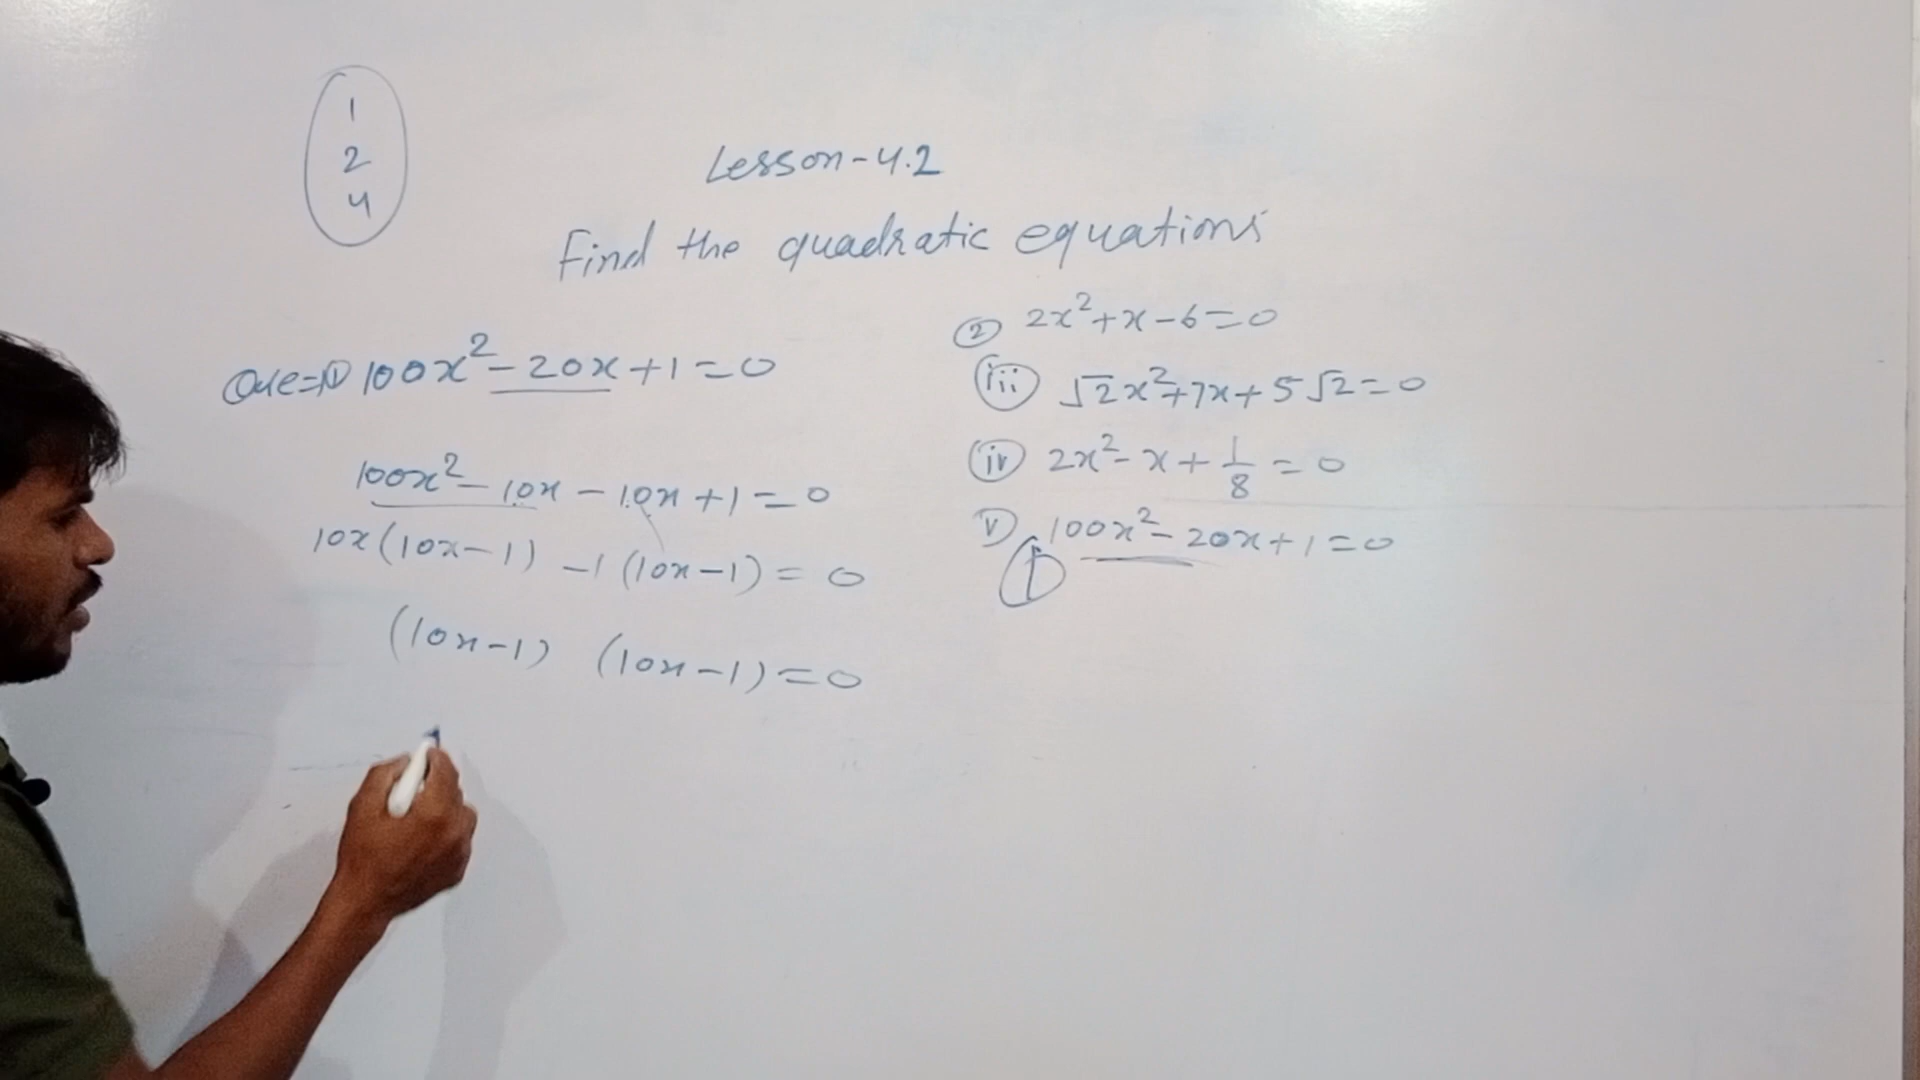 1
2
4
Lesson-4.2
Find the quadratic equations
Que=① 100x²-20x+1=0
100x²-10x-10x+1=0
10x(10x-1) -1(10x-1)=0
(10x-1) (10x-1)=0
② 2x²+x-6=0
(iii) √2x²+7x+5√2=0
(iv) 2x²-x+1/8=0
v) 100x²-20x+1=0